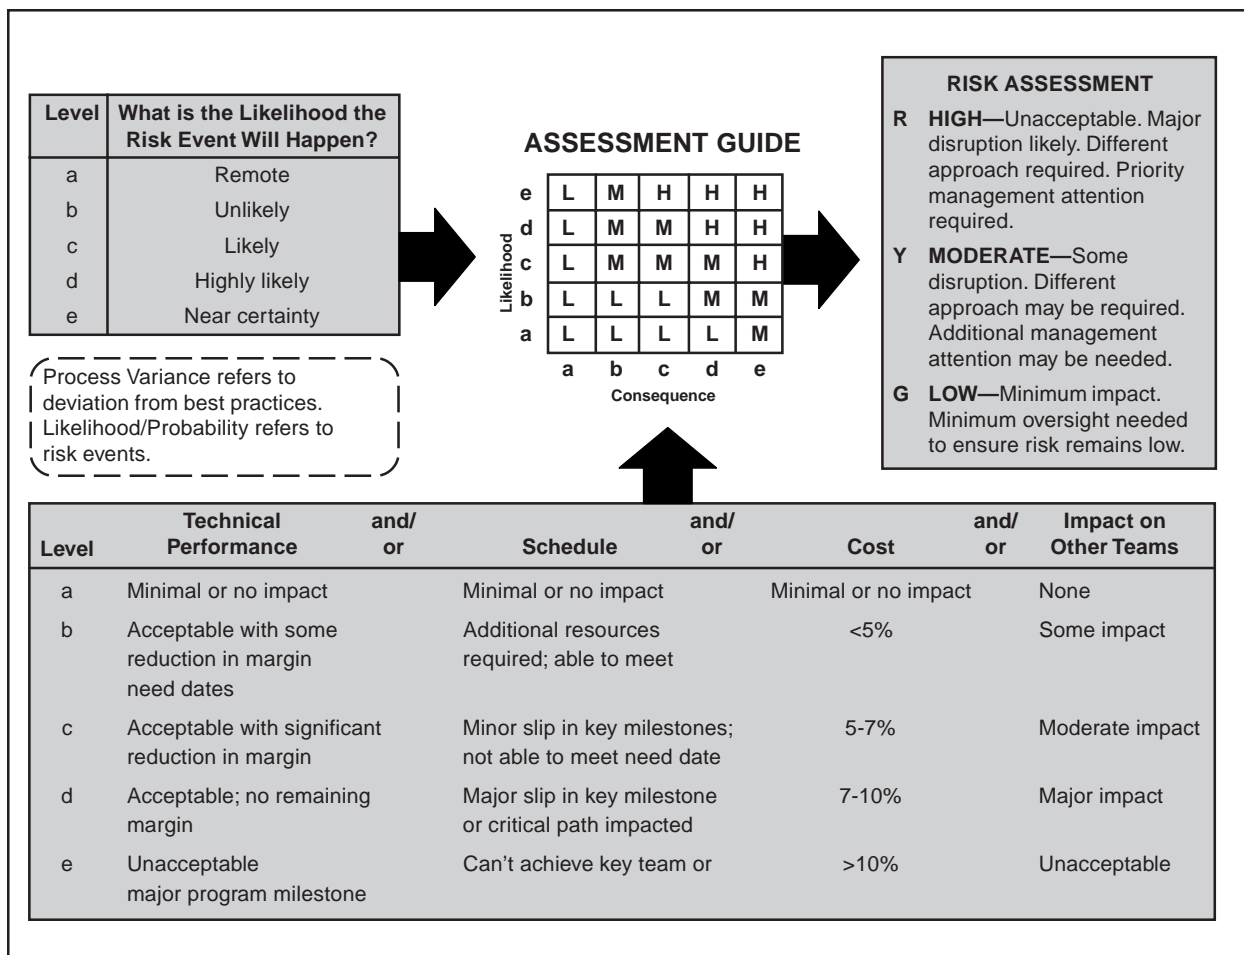 Level What is the Likelihood the
Risk Event Will Happen?
a Remote
b Unlikely
c Likely
d Highly likely
e Near certainty
Process Variance refers to
deviation from best practices.
Likelihood/Probability refers to
risk events.
ASSESSMENT GUIDE
Likelihood
e L M H H H
d L M M H H
c L M M M H
b L L L M M
a L L L L M
a b c d e
Consequence
RISK ASSESSMENT
R HIGH—Unacceptable. Major
disruption likely. Different
approach required. Priority
management attention
required.
Y MODERATE—Some
disruption. Different
approach may be required.
Additional management
attention may be needed.
G LOW—Minimum impact.
Minimum oversight needed
to ensure risk remains low.
Technical and/ and/ and/ Impact on
Level Performance or Schedule or Cost or Other Teams
a Minimal or no impact Minimal or no impact Minimal or no impact None
b Acceptable with some Additional resources <5% Some impact
reduction in margin required; able to meet
need dates
c Acceptable with significant Minor slip in key milestones; 5-7% Moderate impact
reduction in margin not able to meet need date
d Acceptable; no remaining Major slip in key milestone 7-10% Major impact
margin or critical path impacted
e Unacceptable Can't achieve key team or >10% Unacceptable
major program milestone